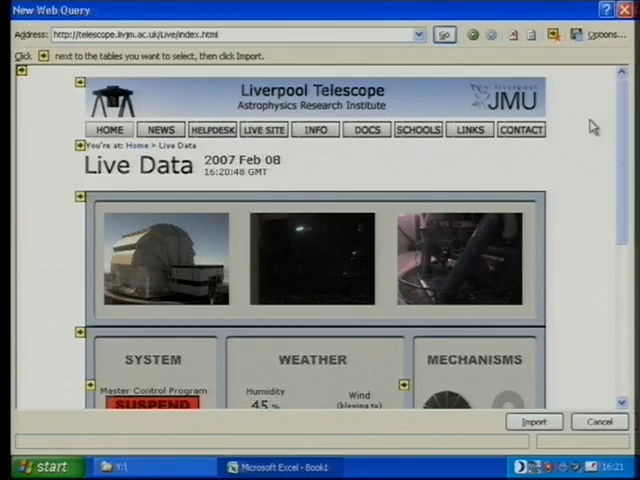 New Web Query
Address: http://telescope.livjm.ac.uk/Live/index.html Go Options...
Click next to the tables you want to select, then click Import.
Liverpool Telescope
Astrophysics Research Institute
liverpool JMU
HOME NEWS HELPDESK LIVE SITE INFO DOCS SCHOOLS LINKS CONTACT
You're at: Home > Live Data
Live Data 2007 Feb 08
16:20:48 GMT
SYSTEM WEATHER MECHANISMS
Master Control Program Humidity Wind
SUSPEND 45 % (blowing to)
Import Cancel
start Y:\ Microsoft Excel - Book1 16:21